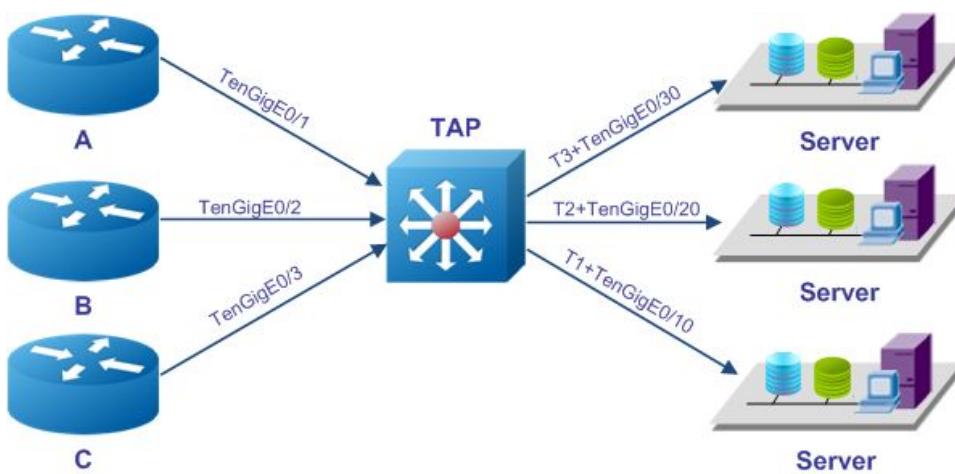 A
TenGigE0/1
B
TenGigE0/2
C
TenGigE0/3
TAP
T3+TenGigE0/30
Server
T2+TenGigE0/20
Server
T1+TenGigE0/10
Server